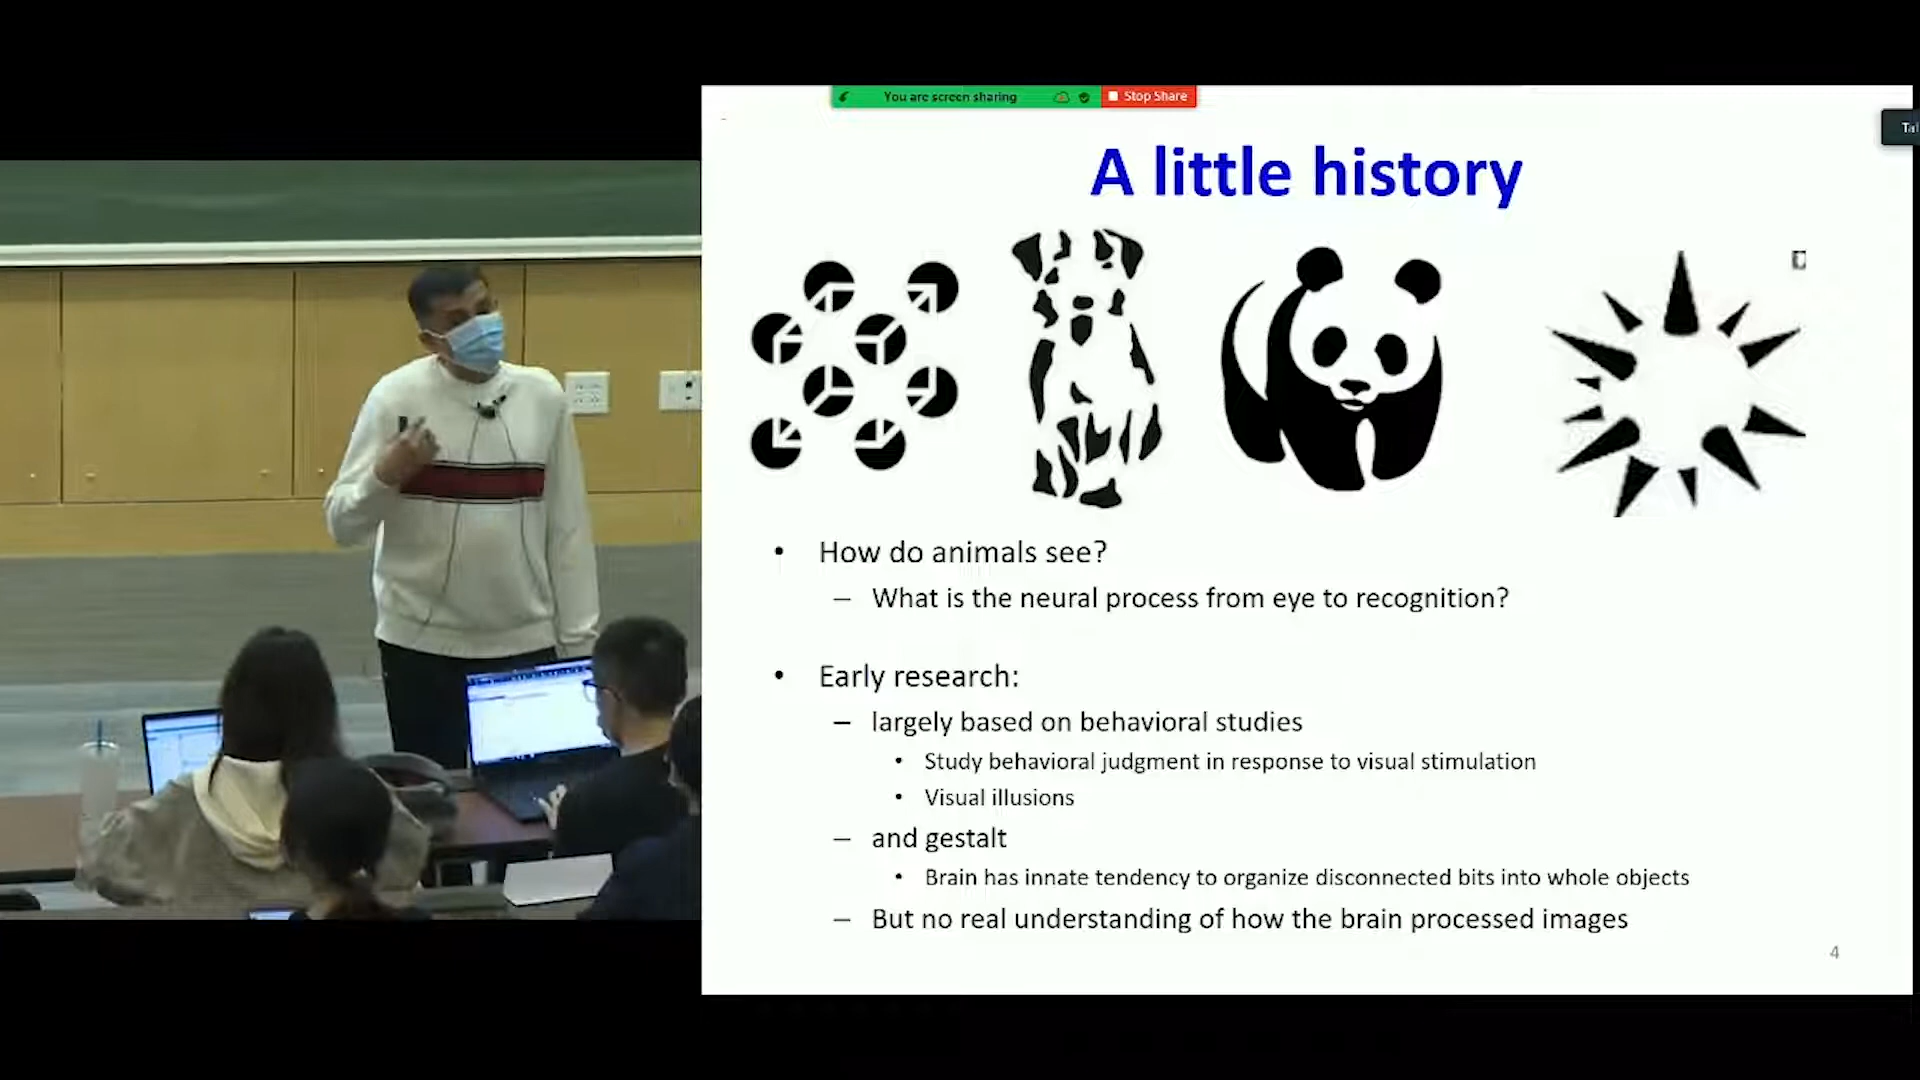 You are screen sharing
Stop Share
A little history
• How do animals see?
– What is the neural process from eye to recognition?
• Early research:
– largely based on behavioral studies
• Study behavioral judgment in response to visual stimulation
• Visual illusions
– and gestalt
• Brain has innate tendency to organize disconnected bits into whole objects
– But no real understanding of how the brain processed images
4